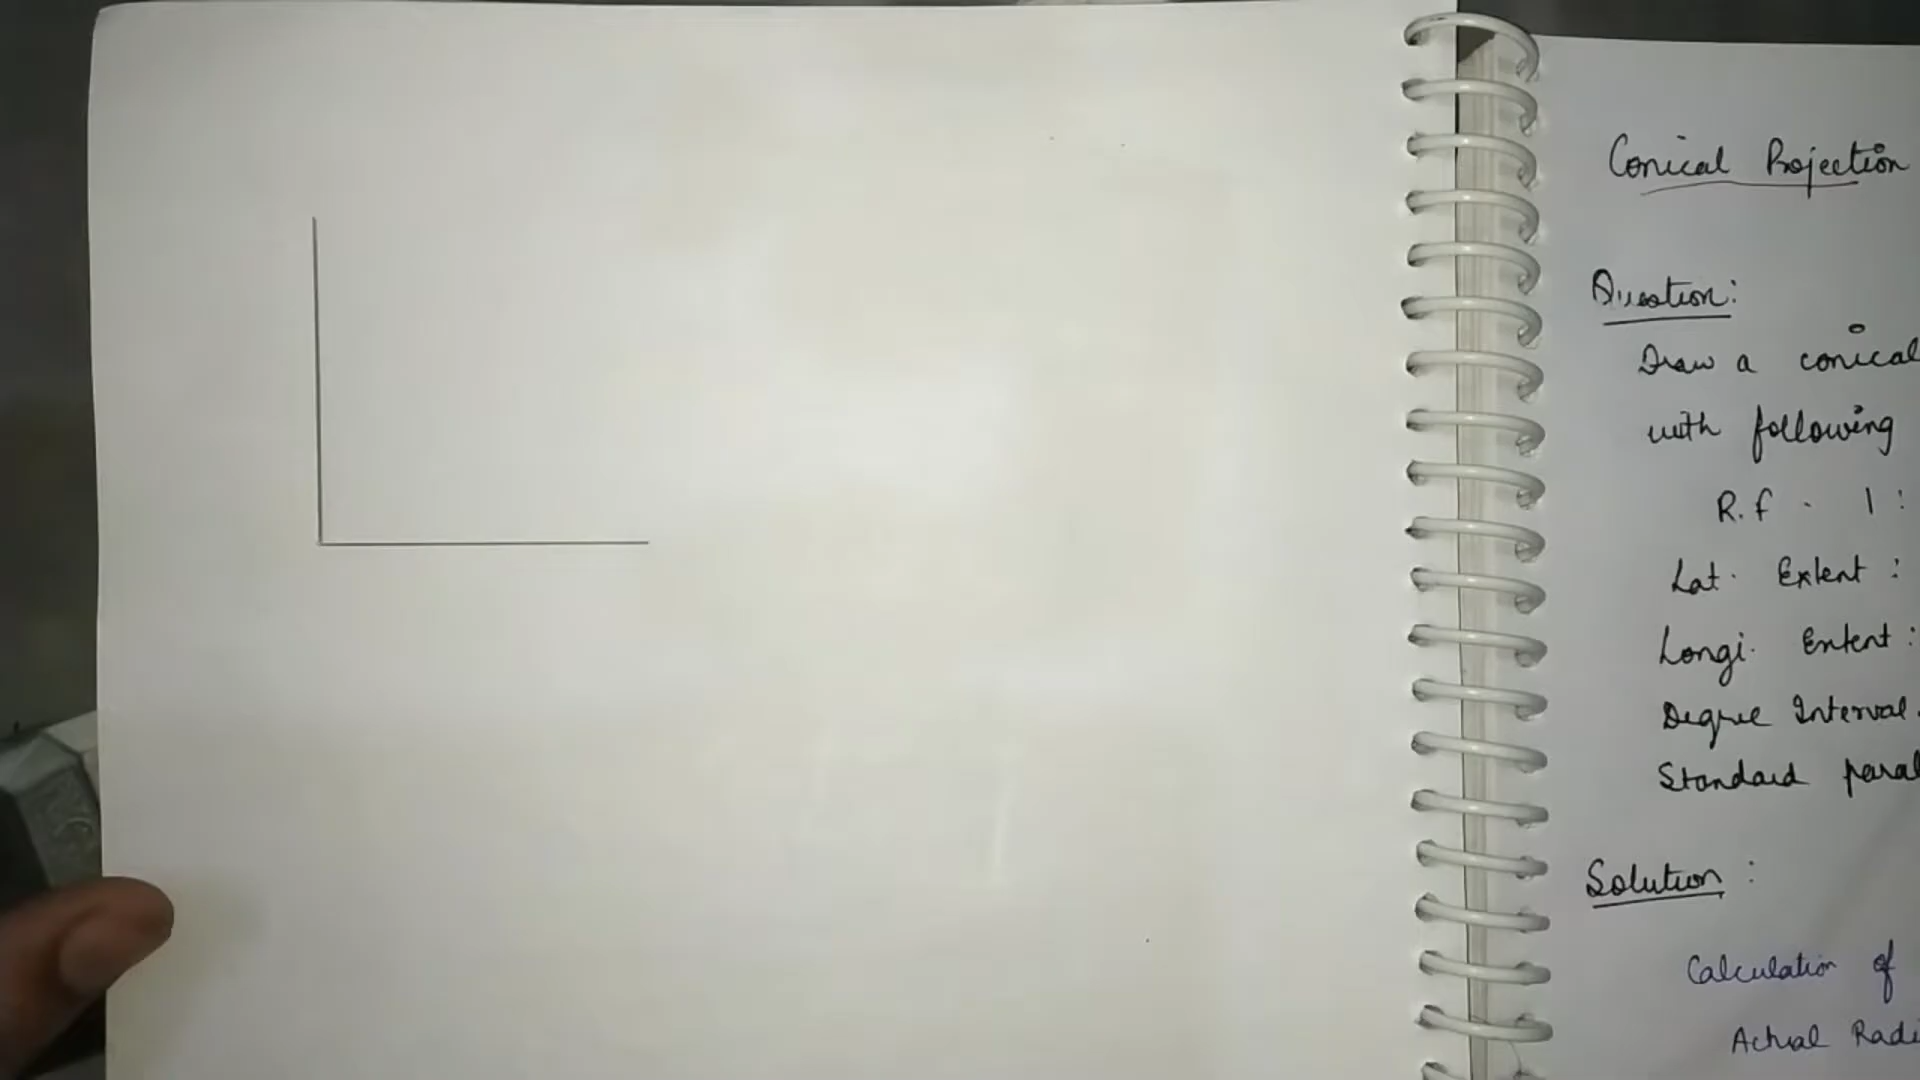 Conical Projection
Question:
Draw a conical
with following
R.f - 1 :
Lat. Extent :
Longi. Extent :
Degree Interval.
Standard paral
Solution :
Calculation of
Actual Radi